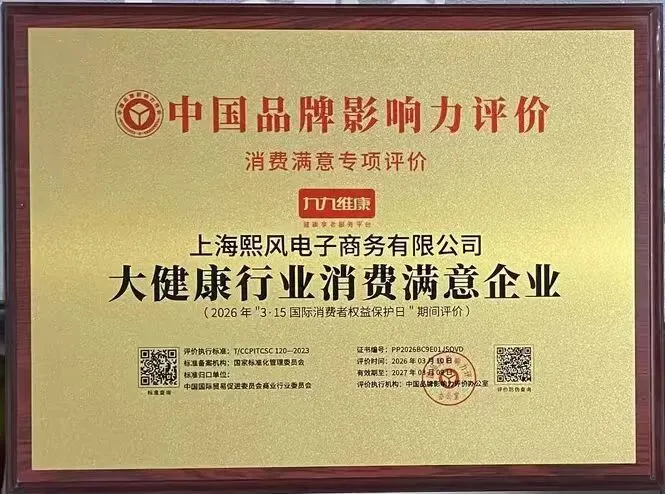 中国品牌影响力评价
消费满意专项评价
九九维康
健康享老服务平台
上海熙风电子商务有限公司
大健康行业消费满意企业
(2026年"3·15国际消费者权益保护日"期间评价)
评价执行标准: T/CCPITCSC 120—2023
标准备案机构: 国家标准化管理委员会
标准归口单位:
中国国际贸易促进委员会商业行业委员会
标准查询
证书编号: PP2026BC9E01JSQVD
评价时间: 2026年03月10日
有效期至: 2027年03月09日
评价执行机构: 中国品牌影响力评价办公室
办公室
评价防伪查询